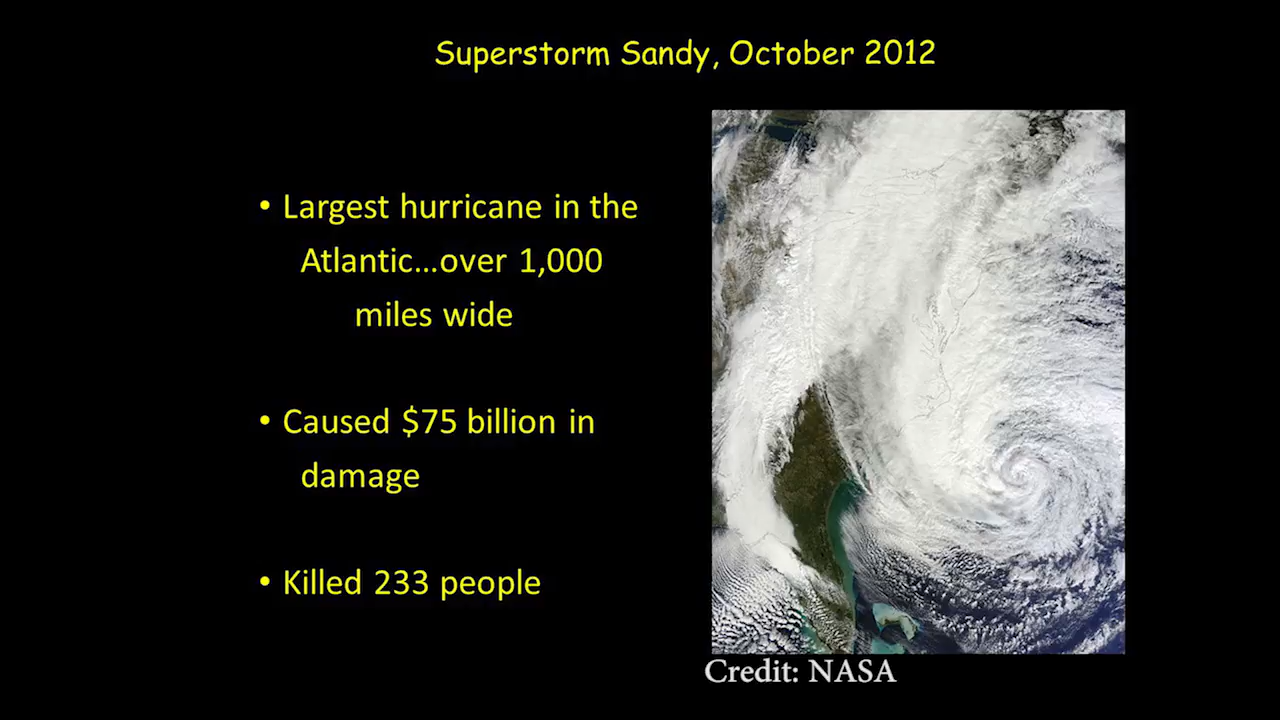 Superstorm Sandy, October 2012
• Largest hurricane in the
Atlantic...over 1,000
miles wide
• Caused $75 billion in
damage
• Killed 233 people
Credit: NASA